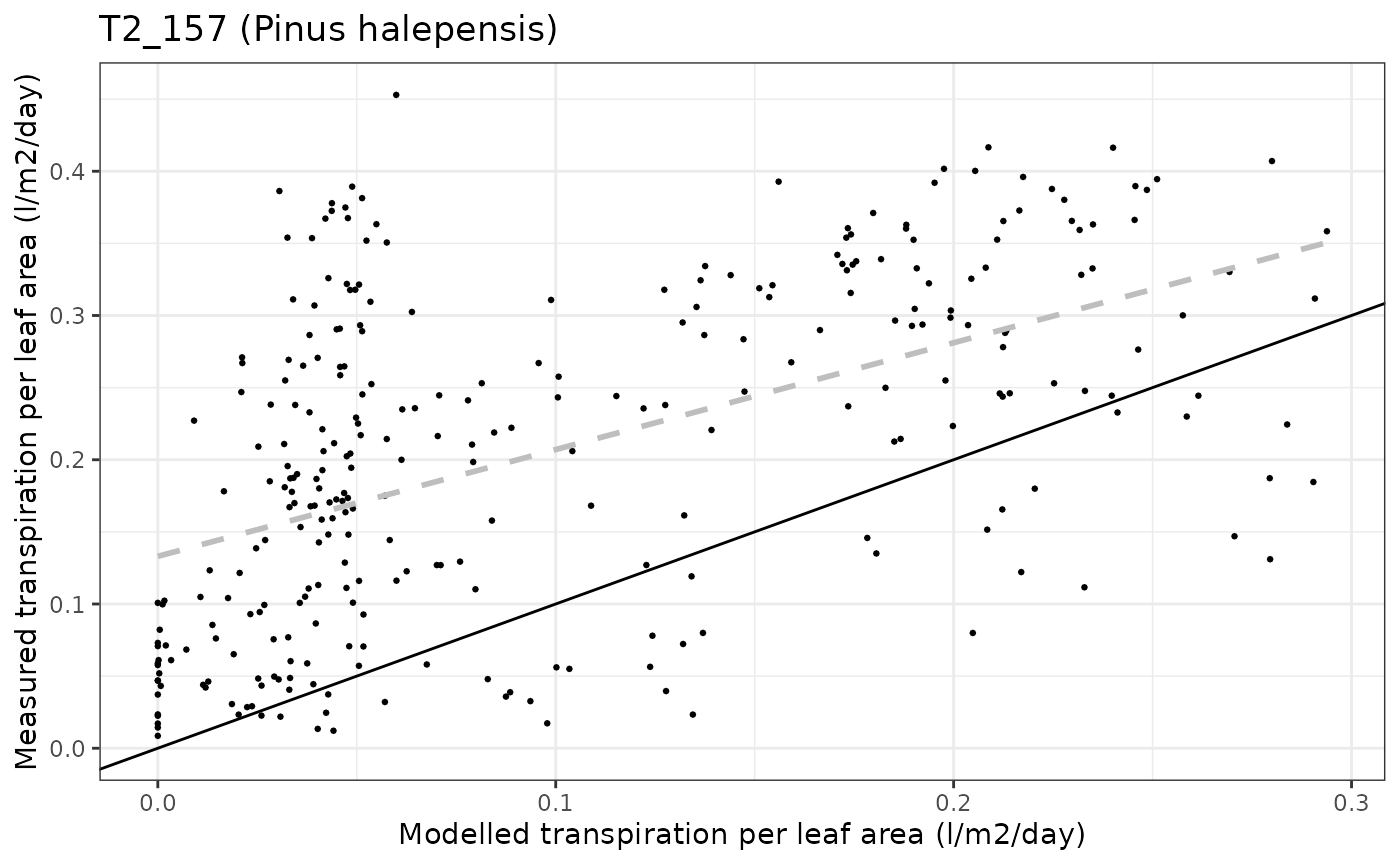 T2_157 (Pinus halepensis)
Measured transpiration per leaf area (l/m2/day)
0.4
0.3
0.2
0.1
0.0
0.0 0.1 0.2 0.3
Modelled transpiration per leaf area (l/m2/day)